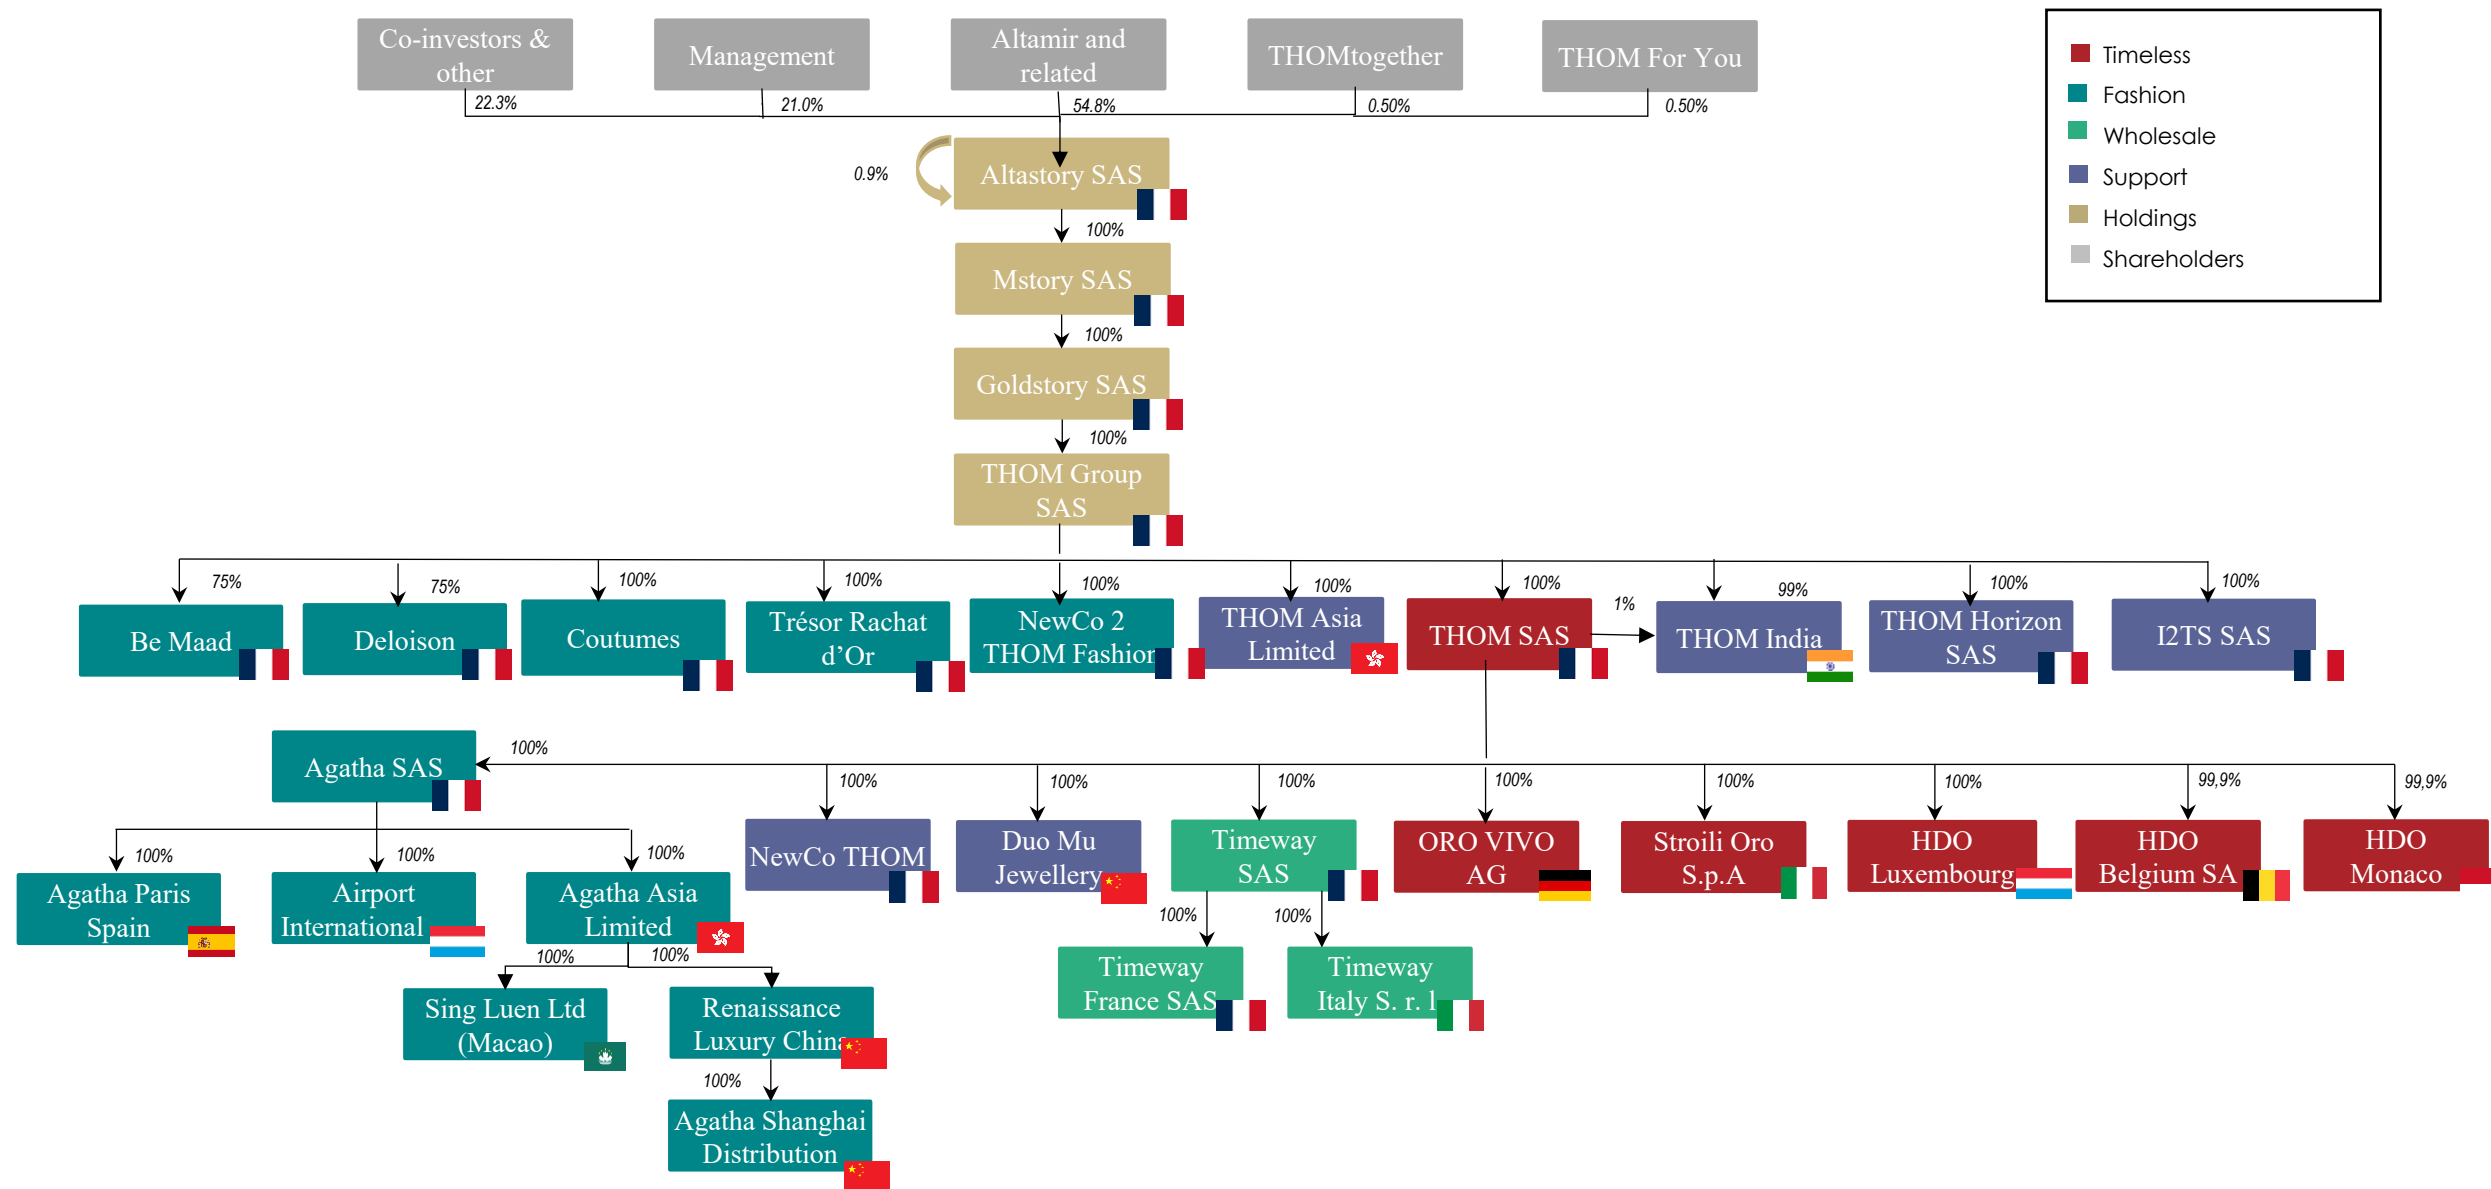 Co-investors &
other
Management
Altamir and
related
THOMtogether
THOM For You
22.3%
21.0%
54.8%
0.50%
0.50%
Timeless
Fashion
Wholesale
Support
Holdings
Shareholders
0.9%
Altastory SAS
100%
Mstory SAS
100%
Goldstory SAS
100%
THOM Group
SAS
75%
75%
100%
100%
100%
100%
100%
99%
100%
100%
1%
Be Maad
Deloison
Coutumes
Trésor Rachat
d’Or
NewCo 2
THOM Fashion
THOM Asia
Limited
THOM SAS
THOM India
THOM Horizon
SAS
I2TS SAS
Agatha SAS
100%
100%
100%
100%
100%
100%
100%
99,9%
99,9%
NewCo THOM
Duo Mu
Jewellery
Timeway
SAS
ORO VIVO
AG
Stroili Oro
S.p.A
HDO
Luxembourg
HDO
Belgium SA
HDO
Monaco
100%
100%
100%
Agatha Paris
Spain
Airport
International
Agatha Asia
Limited
100%
100%
Timeway
France SAS
Timeway
Italy S. r. l
100%
100%
Sing Luen Ltd
(Macao)
Renaissance
Luxury China
100%
Agatha Shanghai
Distribution